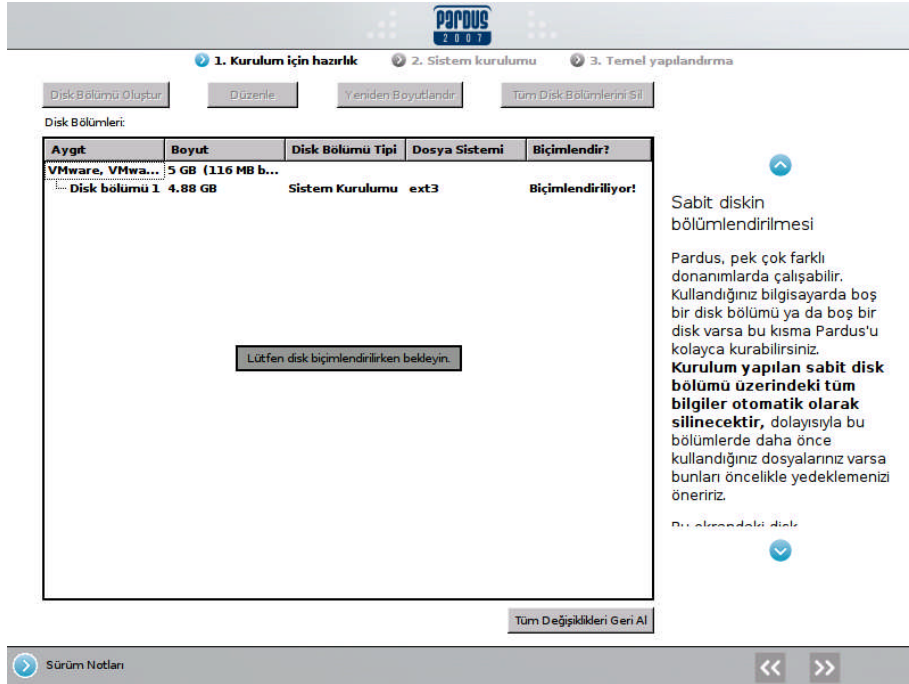 PARDUS
2007
1. Kurulum için hazırlık 2. Sistem kurulumu 3. Temel yapılandırma
Disk Bölümü Oluştur Düzenle Yeniden Boyutlandır Tüm Disk Bölümlerini Sil
Disk Bölümleri:
Aygıt Boyut Disk Bölümü Tipi Dosya Sistemi Biçimlendir?
VMware, VMwa... 5 GB (116 MB b...
Disk bölümü 1 4.88 GB Sistem Kurulumu ext3 Biçimlendiriliyor!
Lütfen disk biçimlendirilirken bekleyin.
Tüm Değişiklikleri Geri Al
Sabit diskin
bölümlendirilmesi
Pardus, pek çok farklı
donanımlarda çalışabilir.
Kullandığınız bilgisayarda boş
bir disk bölümü ya da boş bir
disk varsa bu kısma Pardus'u
kolayca kurabilirsiniz.
Kurulum yapılan sabit disk
bölümü üzerindeki tüm
bilgiler otomatik olarak
silinecektir, dolayısıyla bu
bölümlerde daha önce
kullandığınız dosyalarınız varsa
bunları öncelikle yedeklemenizi
öneririz.
Bu ekrandaki disk
Sürüm Notları